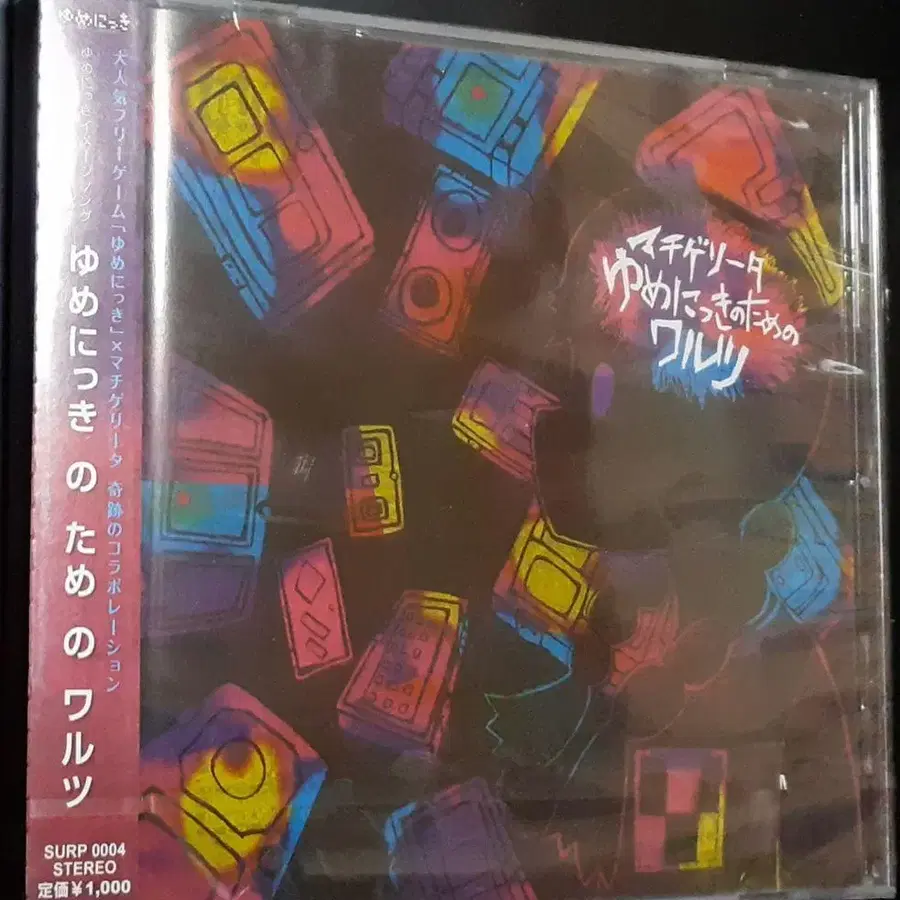 ゆめにっき
大人気フリーゲーム「ゆめにっき」×マチゲリータ 奇跡のコラボレーション
ゆめにっきイメージソング
ゆめにっき の ため の ワルツ
SURP 0004
STEREO
定価¥1,000
マチゲリータ
ゆめにっきのための
ワルツ